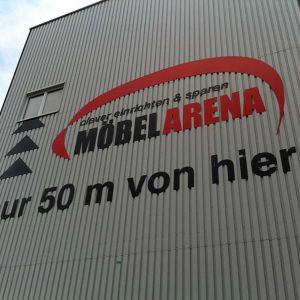 clever einrichten & sparen
MÖBELARENA
ur 50 m von hier